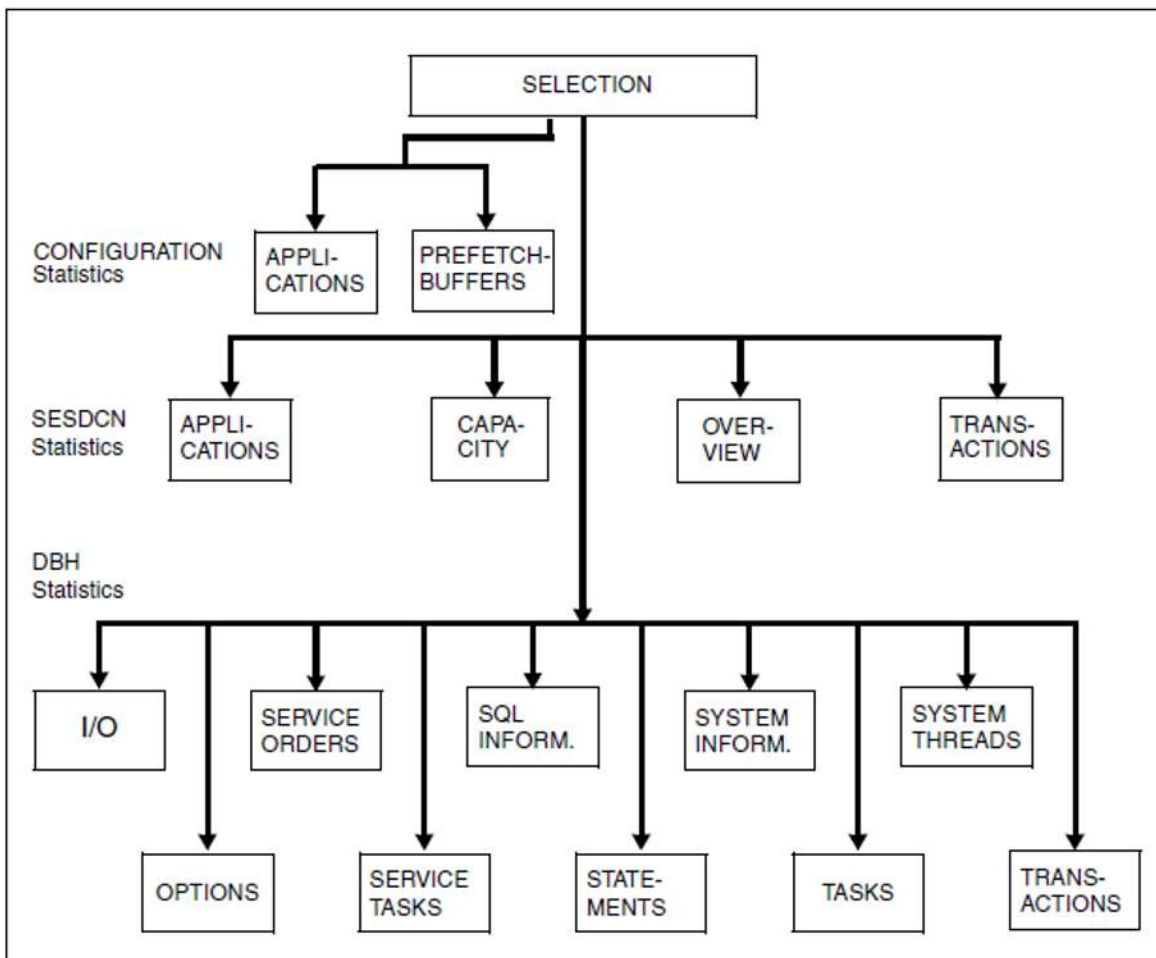 SELECTION
CONFIGURATION
Statistics
APPLI-
CATIONS
PREFETCH-
BUFFERS
SESDCN
Statistics
APPLI-
CATIONS
CAPA-
CITY
OVER-
VIEW
TRANS-
ACTIONS
DBH
Statistics
I/O
SERVICE
ORDERS
SQL
INFORM.
SYSTEM
INFORM.
SYSTEM
THREADS
OPTIONS
SERVICE
TASKS
STATE-
MENTS
TASKS
TRANS-
ACTIONS